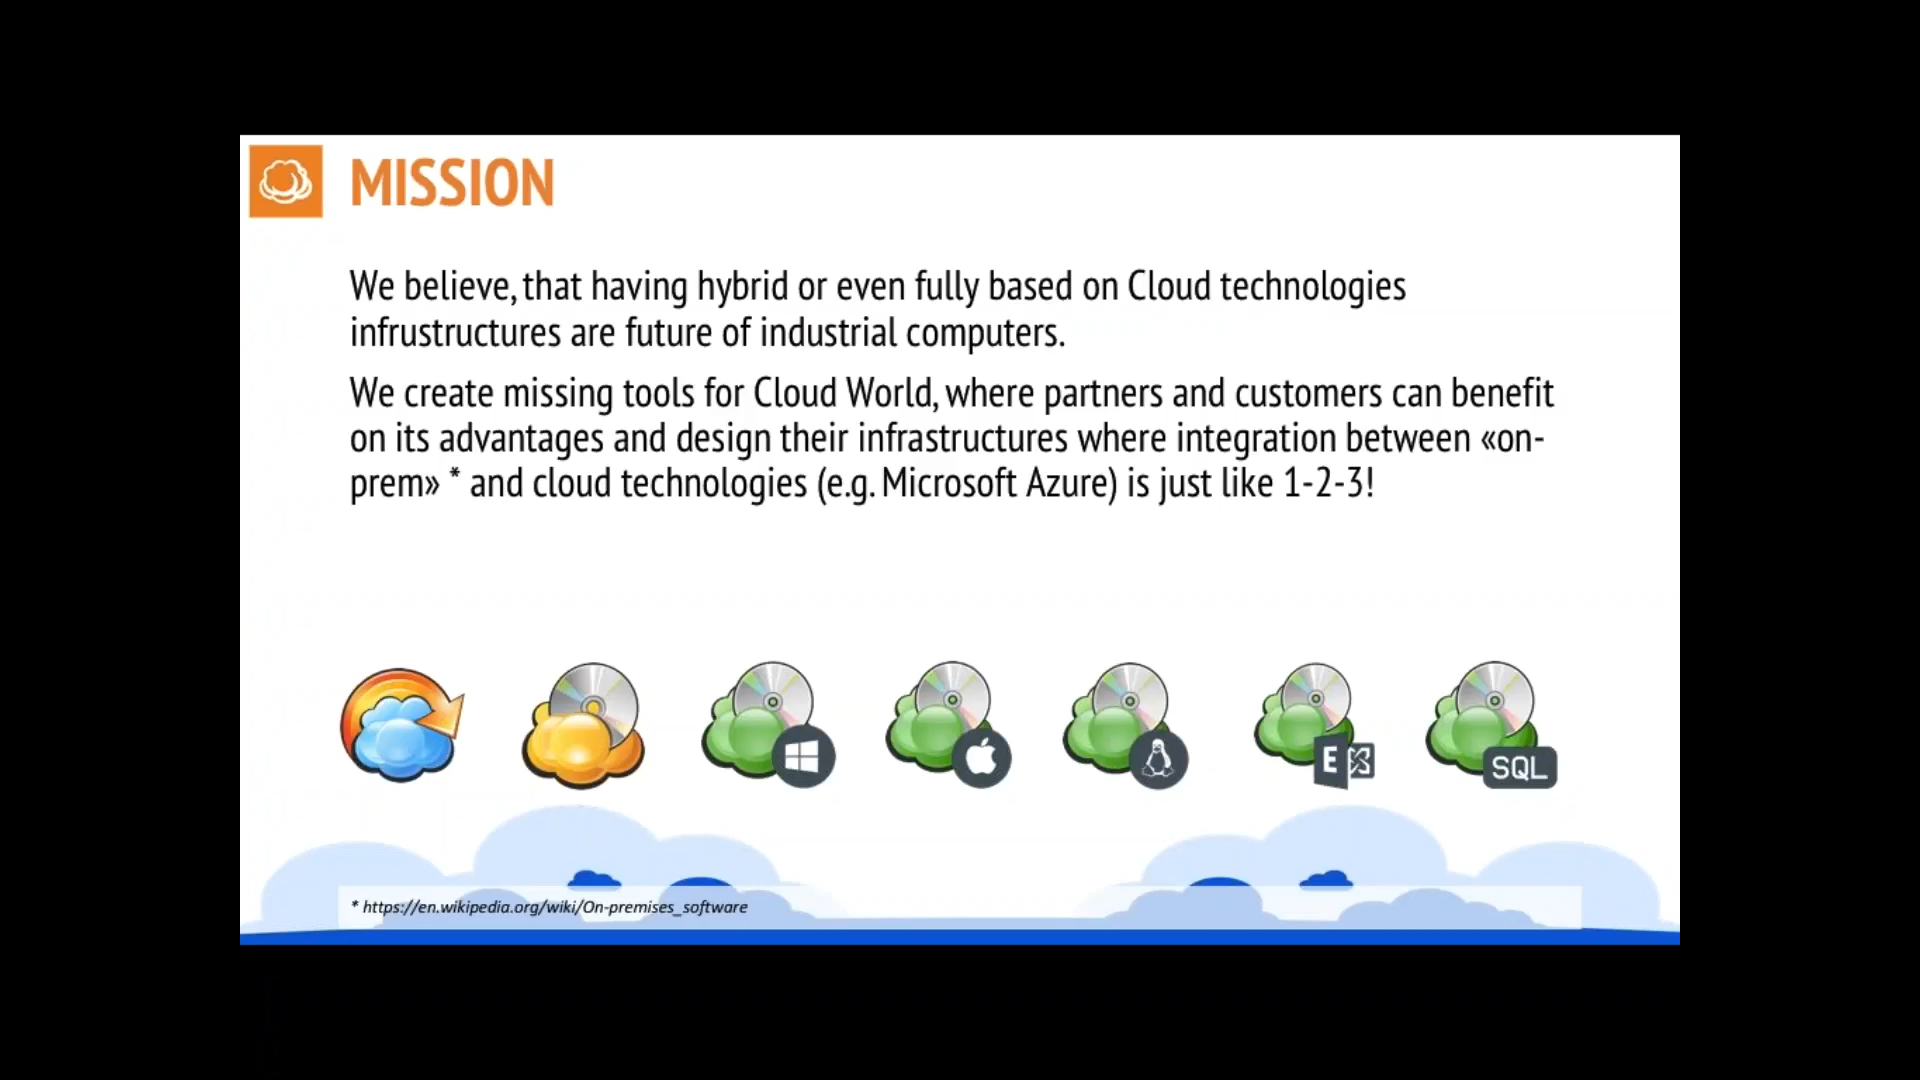 MISSION
We believe, that having hybrid or even fully based on Cloud technologies
infrustructures are future of industrial computers.
We create missing tools for Cloud World, where partners and customers can benefit
on its advantages and design their infrastructures where integration between «on-
prem» * and cloud technologies (e.g. Microsoft Azure) is just like 1-2-3!
E
SQL
* https://en.wikipedia.org/wiki/On-premises_software